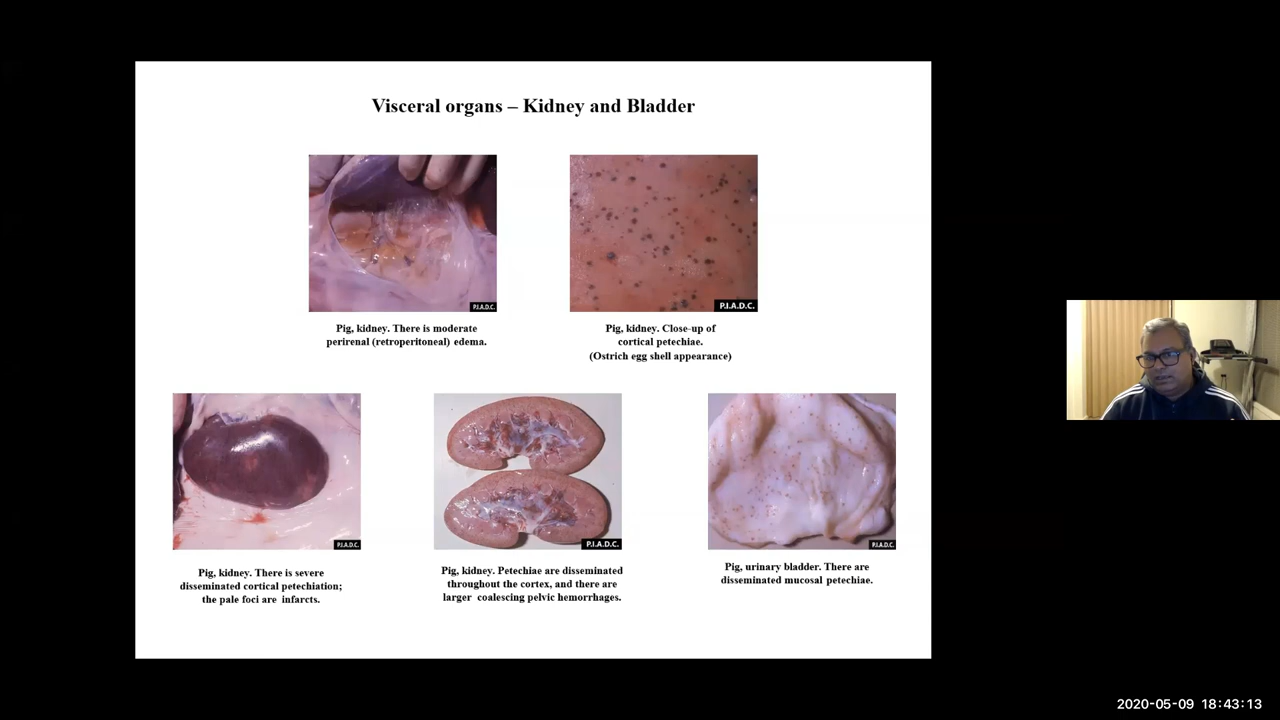 Visceral organs – Kidney and Bladder
P.I.A.D.C.
P.I.A.D.C.
Pig, kidney. There is moderate
perirenal (retroperitoneal) edema.
Pig, kidney. Close-up of
cortical petechiae.
(Ostrich egg shell appearance)
P.I.A.D.C.
P.I.A.D.C.
P.I.A.D.C.
Pig, kidney. There is severe
disseminated cortical petechiation;
the pale foci are infarcts.
Pig, kidney. Petechiae are disseminated
throughout the cortex, and there are
larger coalescing pelvic hemorrhages.
Pig, urinary bladder. There are
disseminated mucosal petechiae.
2020-05-09 18:43:13